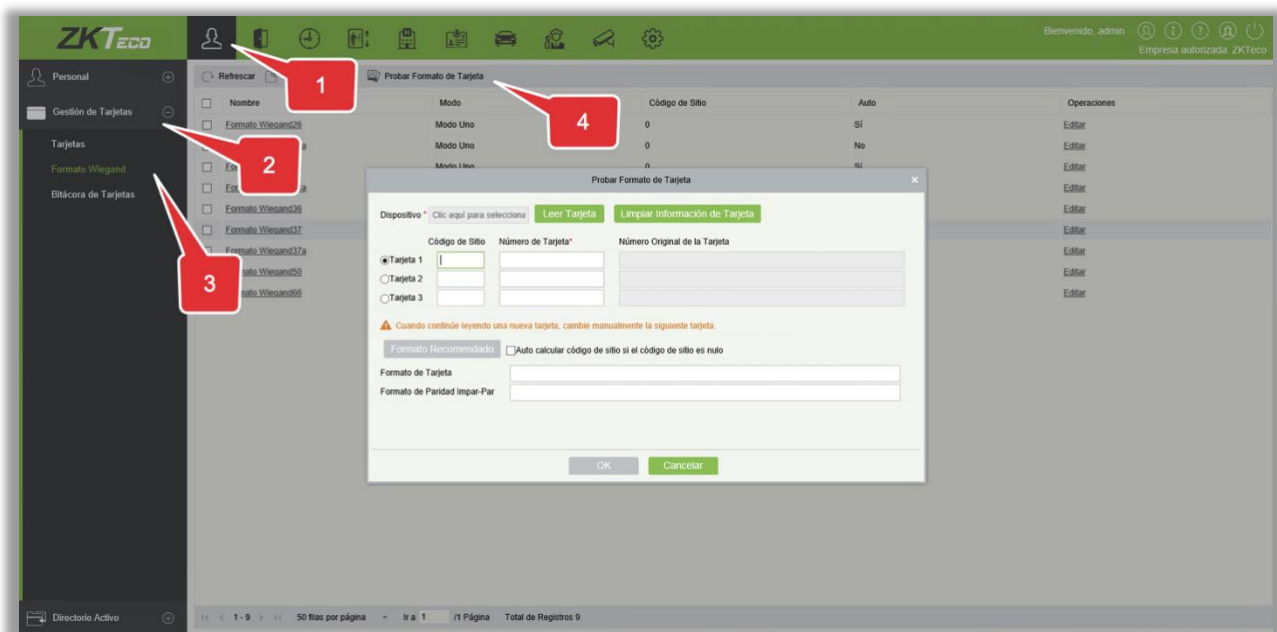 ZKTeco
Bienvenido, admin
Empresa autorizada: ZKTeco
Personal
Gestión de Tarjetas
Tarjetas
Formato Wiegand
Bitácora de Tarjetas
Directorio Activo
1
2
3
4
Refrescar
Probar Formato de Tarjeta
Nombre Modo Código de Sitio Auto Operaciones
Formato Wiegand26 Modo Uno 0 Sí Editar
a Modo Uno 0 No Editar
Modo Uno 0 Sí Editar
Editar
Formato Wiegand36 Editar
Formato Wiegand37 Editar
Formato Wiegand37a Editar
Wiegand50 Editar
Wiegand66 Editar
Probar Formato de Tarjeta
Dispositivo * Clic aquí para selecciona Leer Tarjeta Limpiar Información de Tarjeta
Código de Sitio Número de Tarjeta* Número Original de la Tarjeta
Tarjeta 1
Tarjeta 2
Tarjeta 3
Cuando continúe leyendo una nueva tarjeta, cambie manualmente la siguiente tarjeta.
Formato Recomendado Auto calcular código de sitio si el código de sitio es nulo
Formato de Tarjeta
Formato de Paridad Impar-Par
OK Cancelar
1 - 9 50 filas por página Ir a 1 /1 Página Total de Registros 9